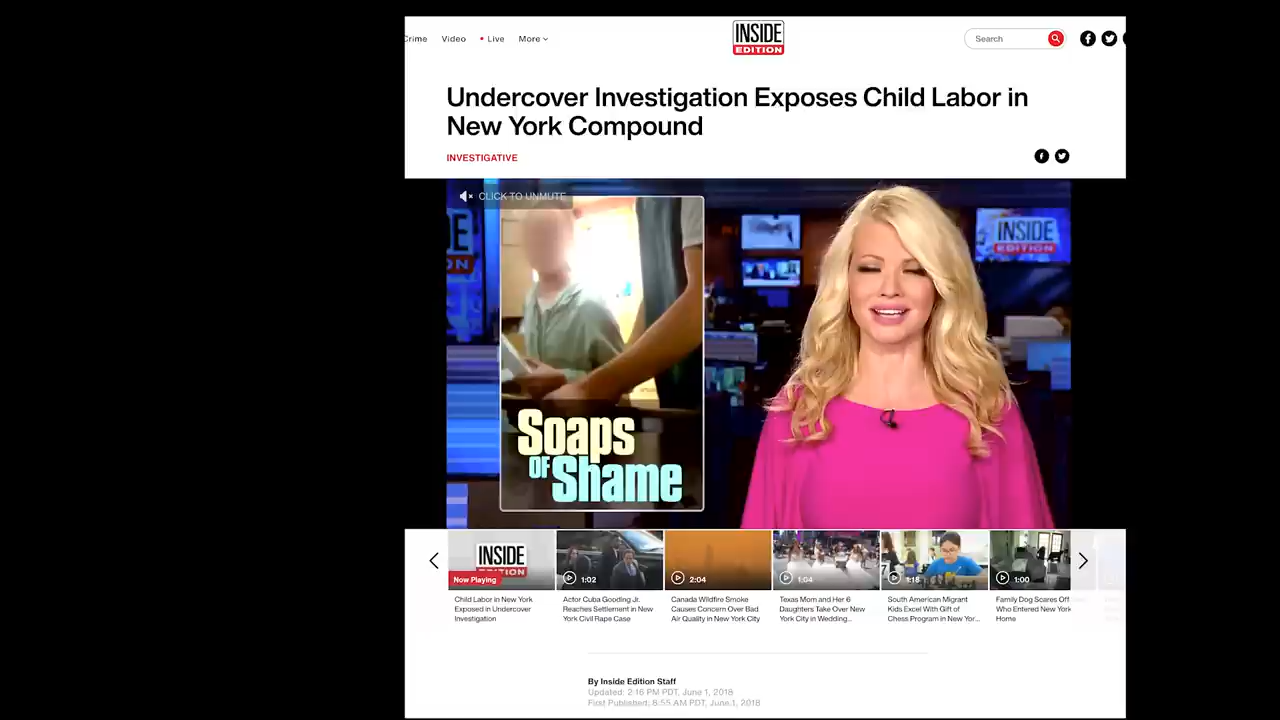 Crime Video Live More
INSIDE
EDITION
Search
Undercover Investigation Exposes Child Labor in
New York Compound
INVESTIGATIVE
CLICK TO UNMUTE
INSIDE
EDITION
Soaps
OF Shame
INSIDE
EDITION
Now Playing
1:02
2:04
1:04
1:18
1:00
Child Labor in New York
Exposed in Undercover
Investigation
Actor Cuba Gooding Jr.
Reaches Settlement in New
York Civil Rape Case
Canada Wildfire Smoke
Causes Concern Over Bad
Air Quality in New York City
Texas Mom and Her 6
Daughters Take Over New
York City in Wedding...
South American Migrant
Kids Excel With Gift of
Chess Program in New Yor...
Family Dog Scares Off
Who Entered New York
Home
By Inside Edition Staff
Updated: 2:16 PM PDT, June 1, 2018
First Published: 8:55 AM PDT, June 1, 2018